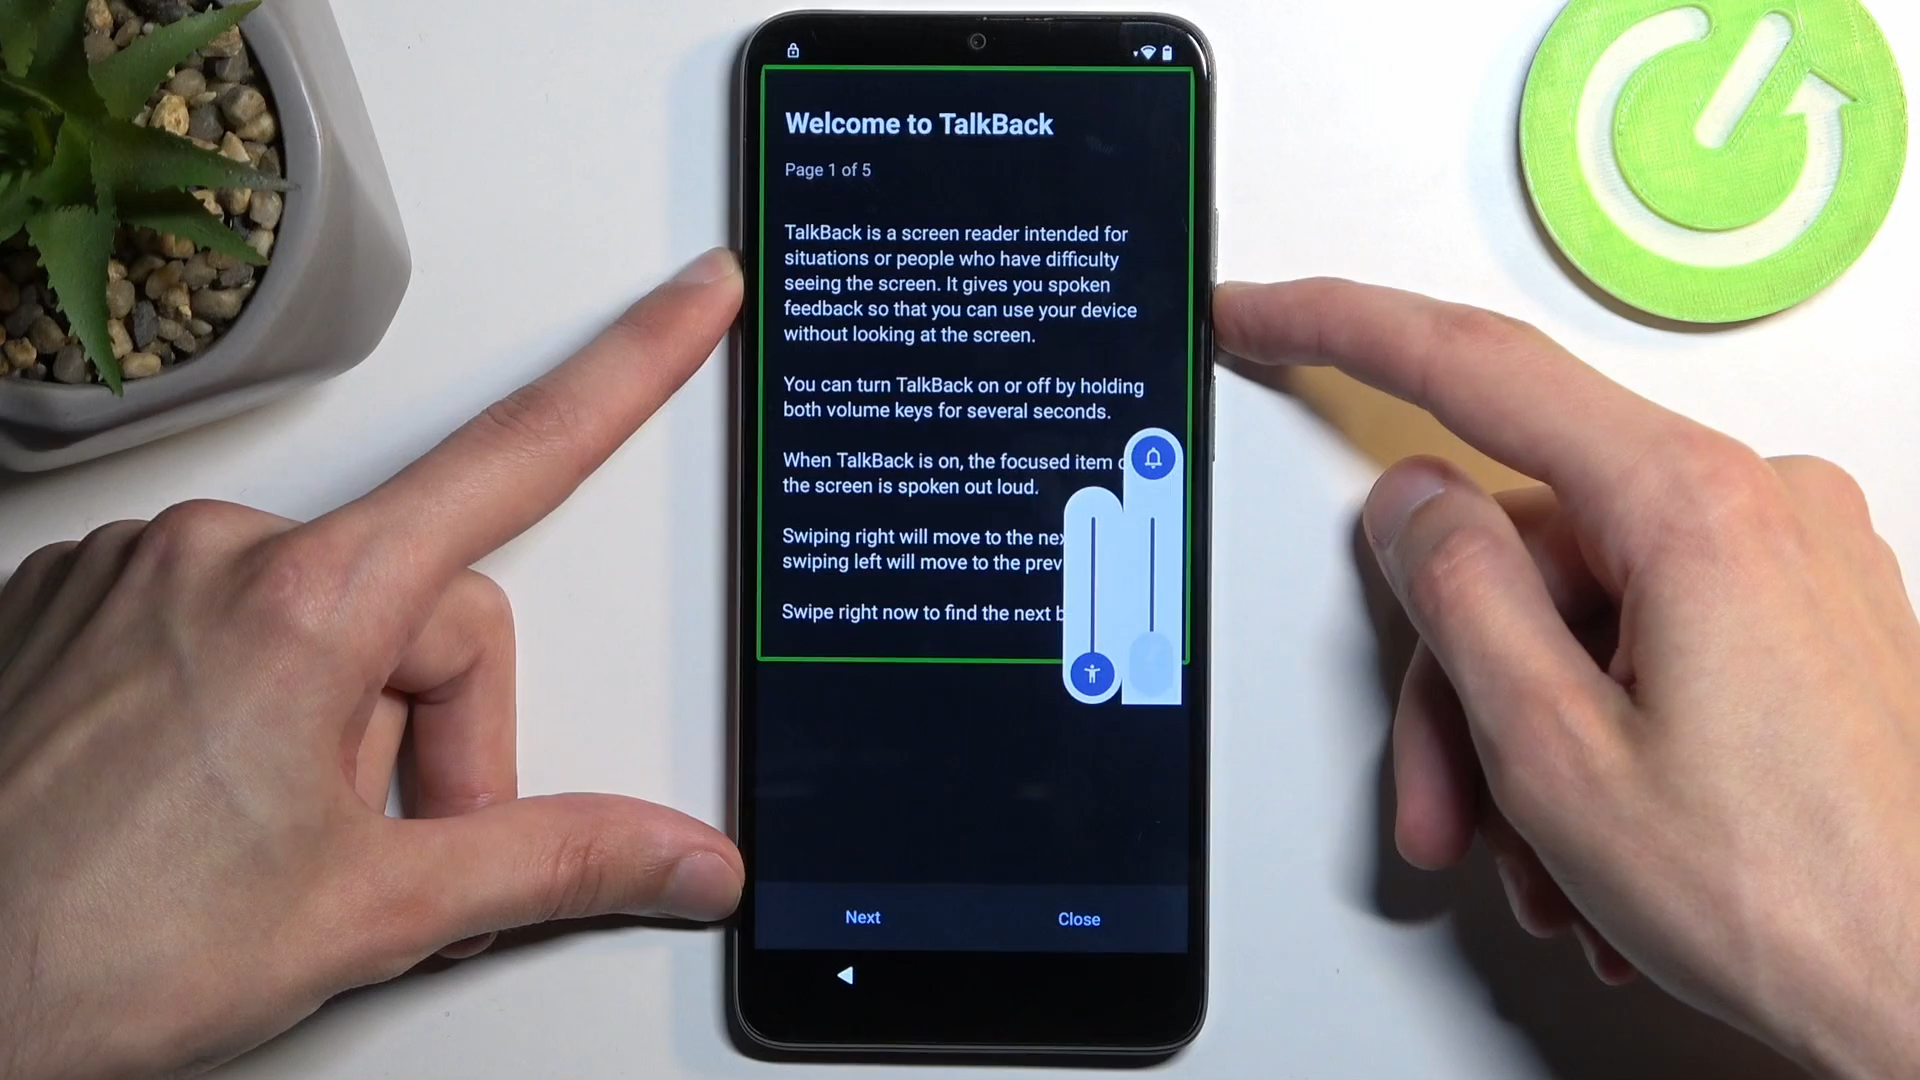 Welcome to TalkBack
Page 1 of 5
TalkBack is a screen reader intended for
situations or people who have difficulty
seeing the screen. It gives you spoken
feedback so that you can use your device
without looking at the screen.
You can turn TalkBack on or off by holding
both volume keys for several seconds.
When TalkBack is on, the focused item
the screen is spoken out loud.
Swiping right will move to the
swiping left will move to the
Swipe right now to find the next
Next
Close